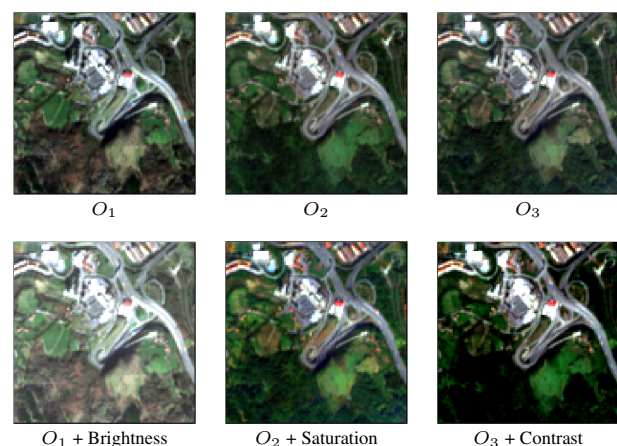 O₁ O₂ O₃
O₁ + Brightness O₂ + Saturation O₃ + Contrast